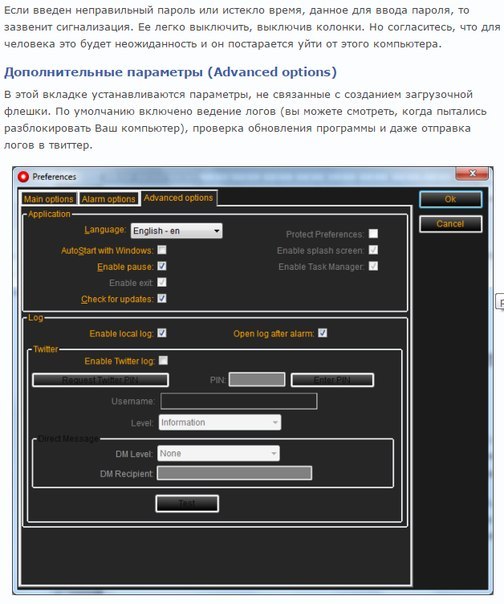 Если введен неправильный пароль или истекло время, данное для ввода пароля, то
зазвенит сигнализация. Ее легко выключить, выключив колонки. Но согласитесь, что для
человека это будет неожиданность и он постарается уйти от этого компьютера.
Дополнительные параметры (Advanced options)
В этой вкладке устанавливаются параметры, не связанные с созданием загрузочной
флешки. По умолчанию включено ведение логов (вы можете смотреть, когда пытались
разблокировать Ваш компьютер), проверка обновления программы и даже отправка
логов в твиттер.
Preferences
Main options Alarm options Advanced options
Ok
Cancel
Application
Language: English - en
Protect Preferences:
AutoStart with Windows:
Enable splash screen:
Enable pause:
Enable Task Manager:
Enable exit:
Check for updates:
Log
Enable local log:
Open log after alarm:
Twitter
Enable Twitter log:
Request Twitter PIN
PIN:
Enter PIN
Username:
Level: Information
Direct Message
DM Level: None
DM Recipient:
Test